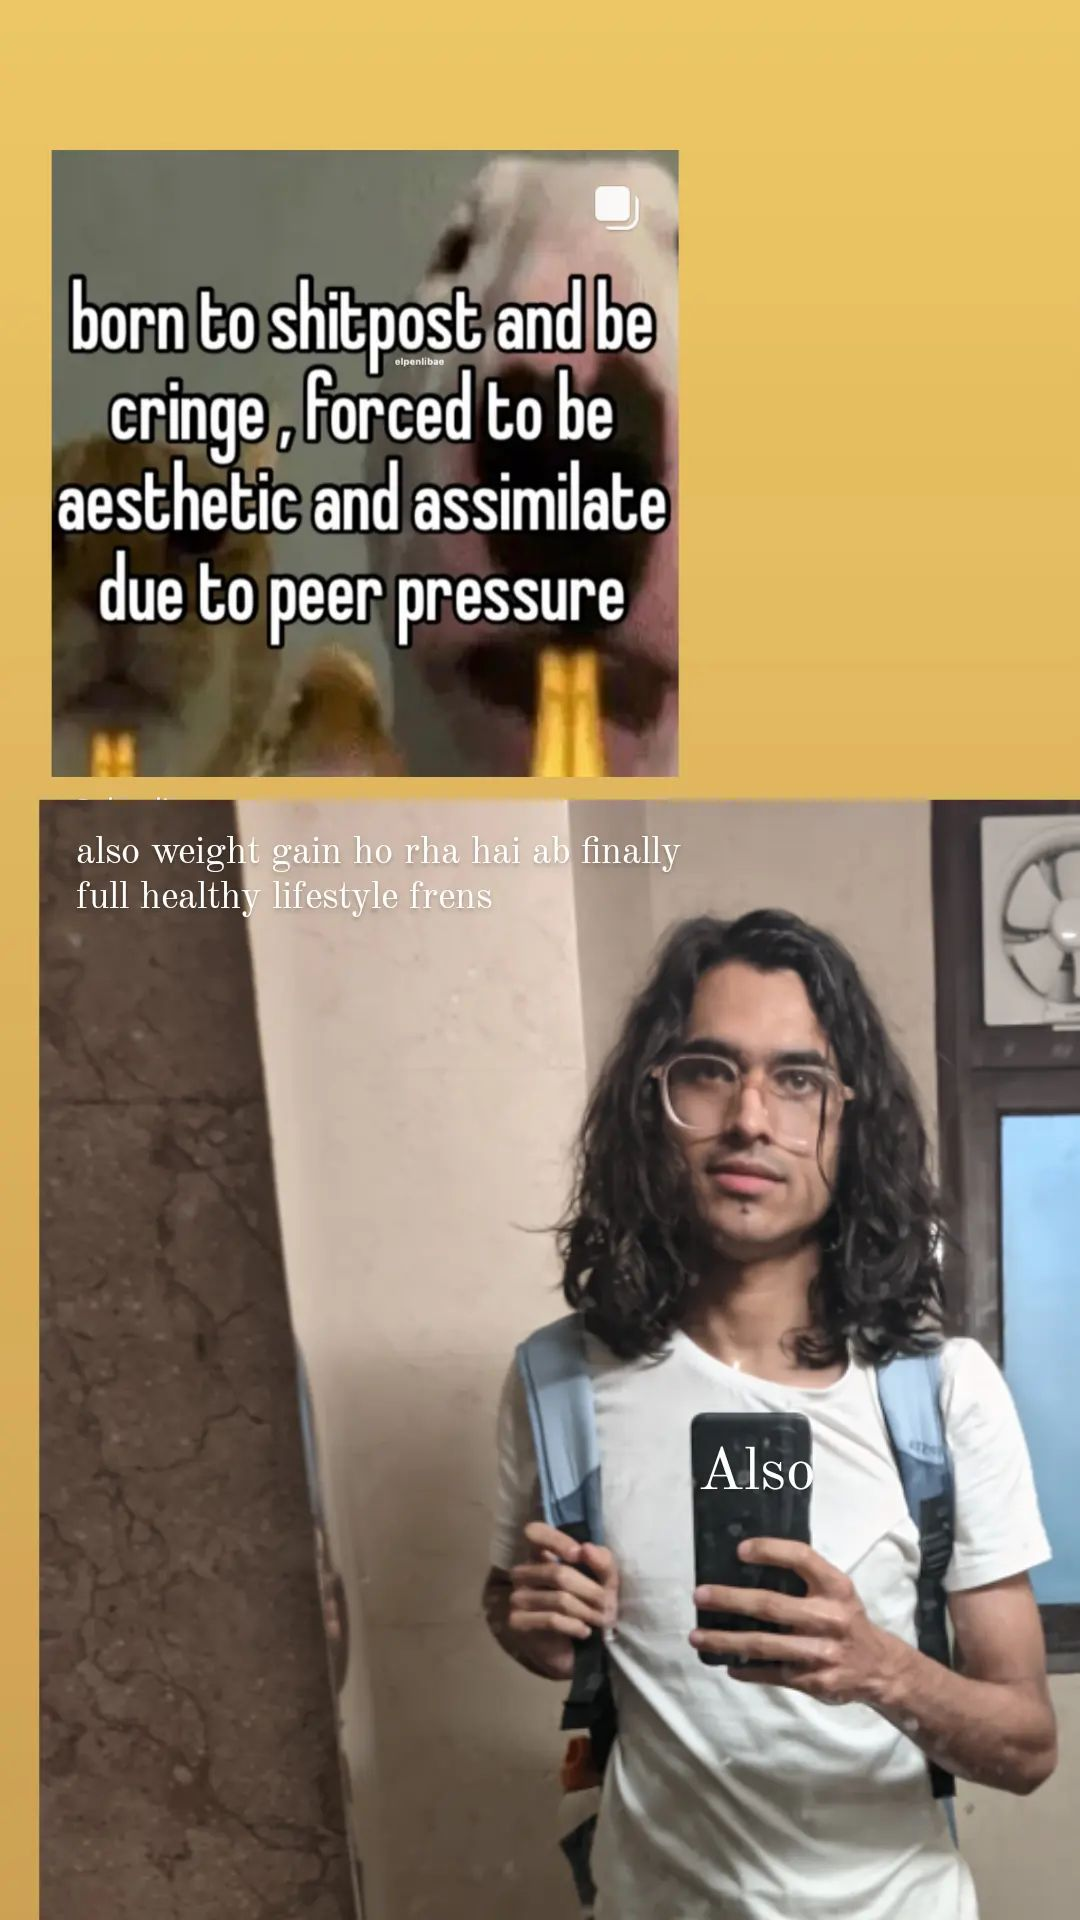 born to shitpost and be
elpenlibae
cringe , forced to be
aesthetic and assimilate
due to peer pressure
also weight gain ho rha hai ab finally
full healthy lifestyle frens
Also